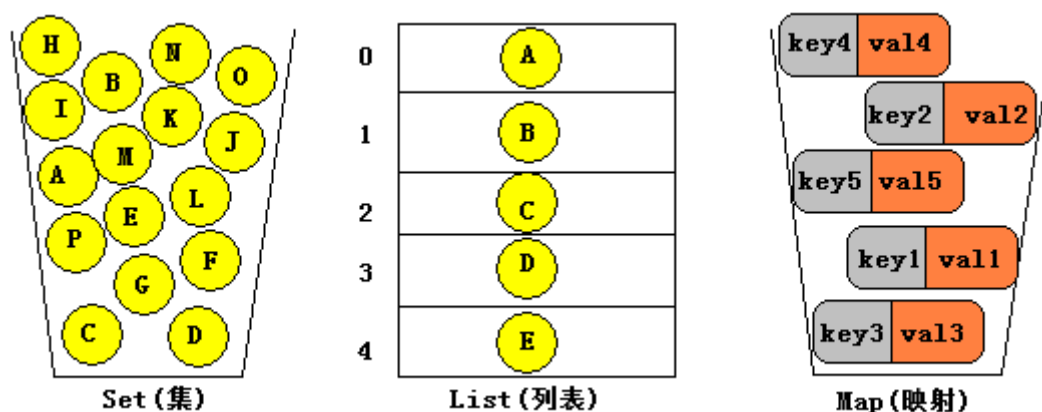 H
N
B
O
I
K
J
M
A
L
E
P
F
G
C
D
Set(集)
0
A
1
B
2
C
3
D
4
E
List(列表)
key4 val4
key2 val2
key5 val5
key1 val1
key3 val3
Map(映射)